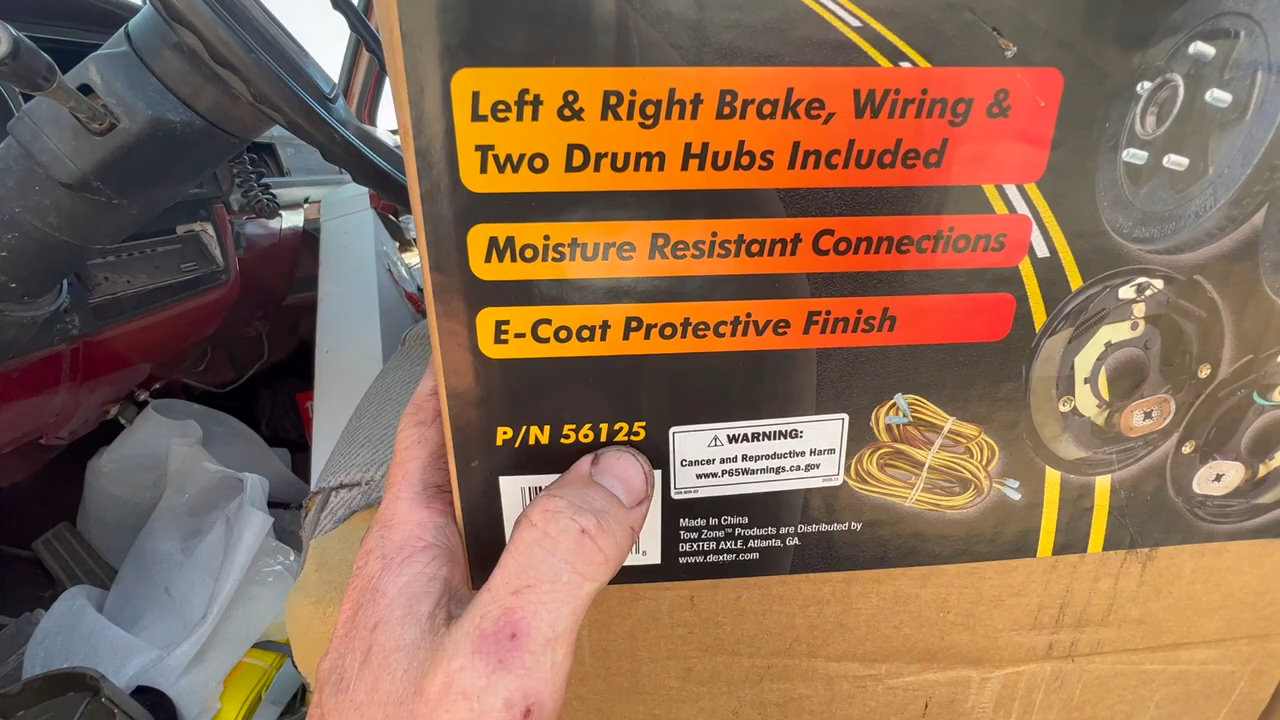 Left & Right Brake, Wiring &
Two Drum Hubs Included
Moisture Resistant Connections
E-Coat Protective Finish
P/N 56125
⚠ WARNING:
Cancer and Reproductive Harm
www.P65Warnings.ca.gov
8
Made In China
Tow Zone™ Products are Distributed by
DEXTER AXLE, Atlanta, GA.
www.dexter.com